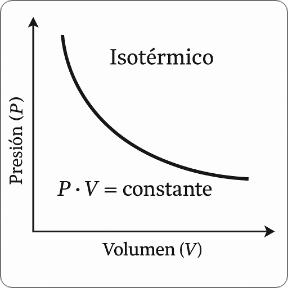 Isotérmico
Presión (P)
P · V = constante
Volumen (V)